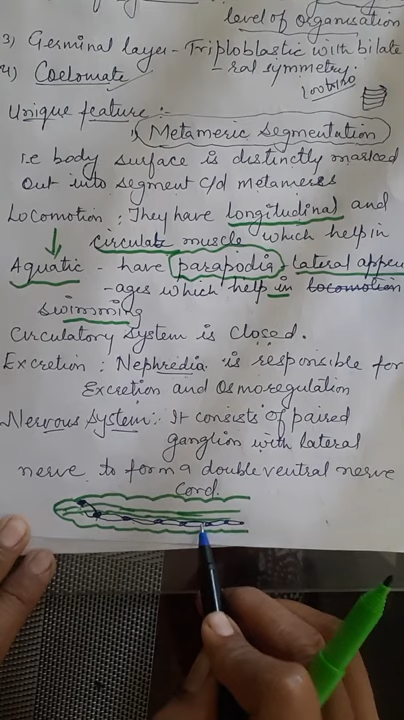 level of organisation
3) Germinal layer - Triploblastic with bilate
- ral symmetry.
4) Coelomate
Unique feature :-
1) Metameric Segmentation
i.e body surface is distinctly marked
out into segment c/d metameres
Locomotion : They have longitudinal and
circular muscle which help in
Aquatic - have parapodia - lateral appen
- ages which help in locomotion
swimming
Circulatory System is closed.
Excretion : Nephredia is responsible for
Excretion and Osmoregulation
Nervous System :- It consists of paired
ganglion with lateral
nerve to form a double ventral nerve
Cord.